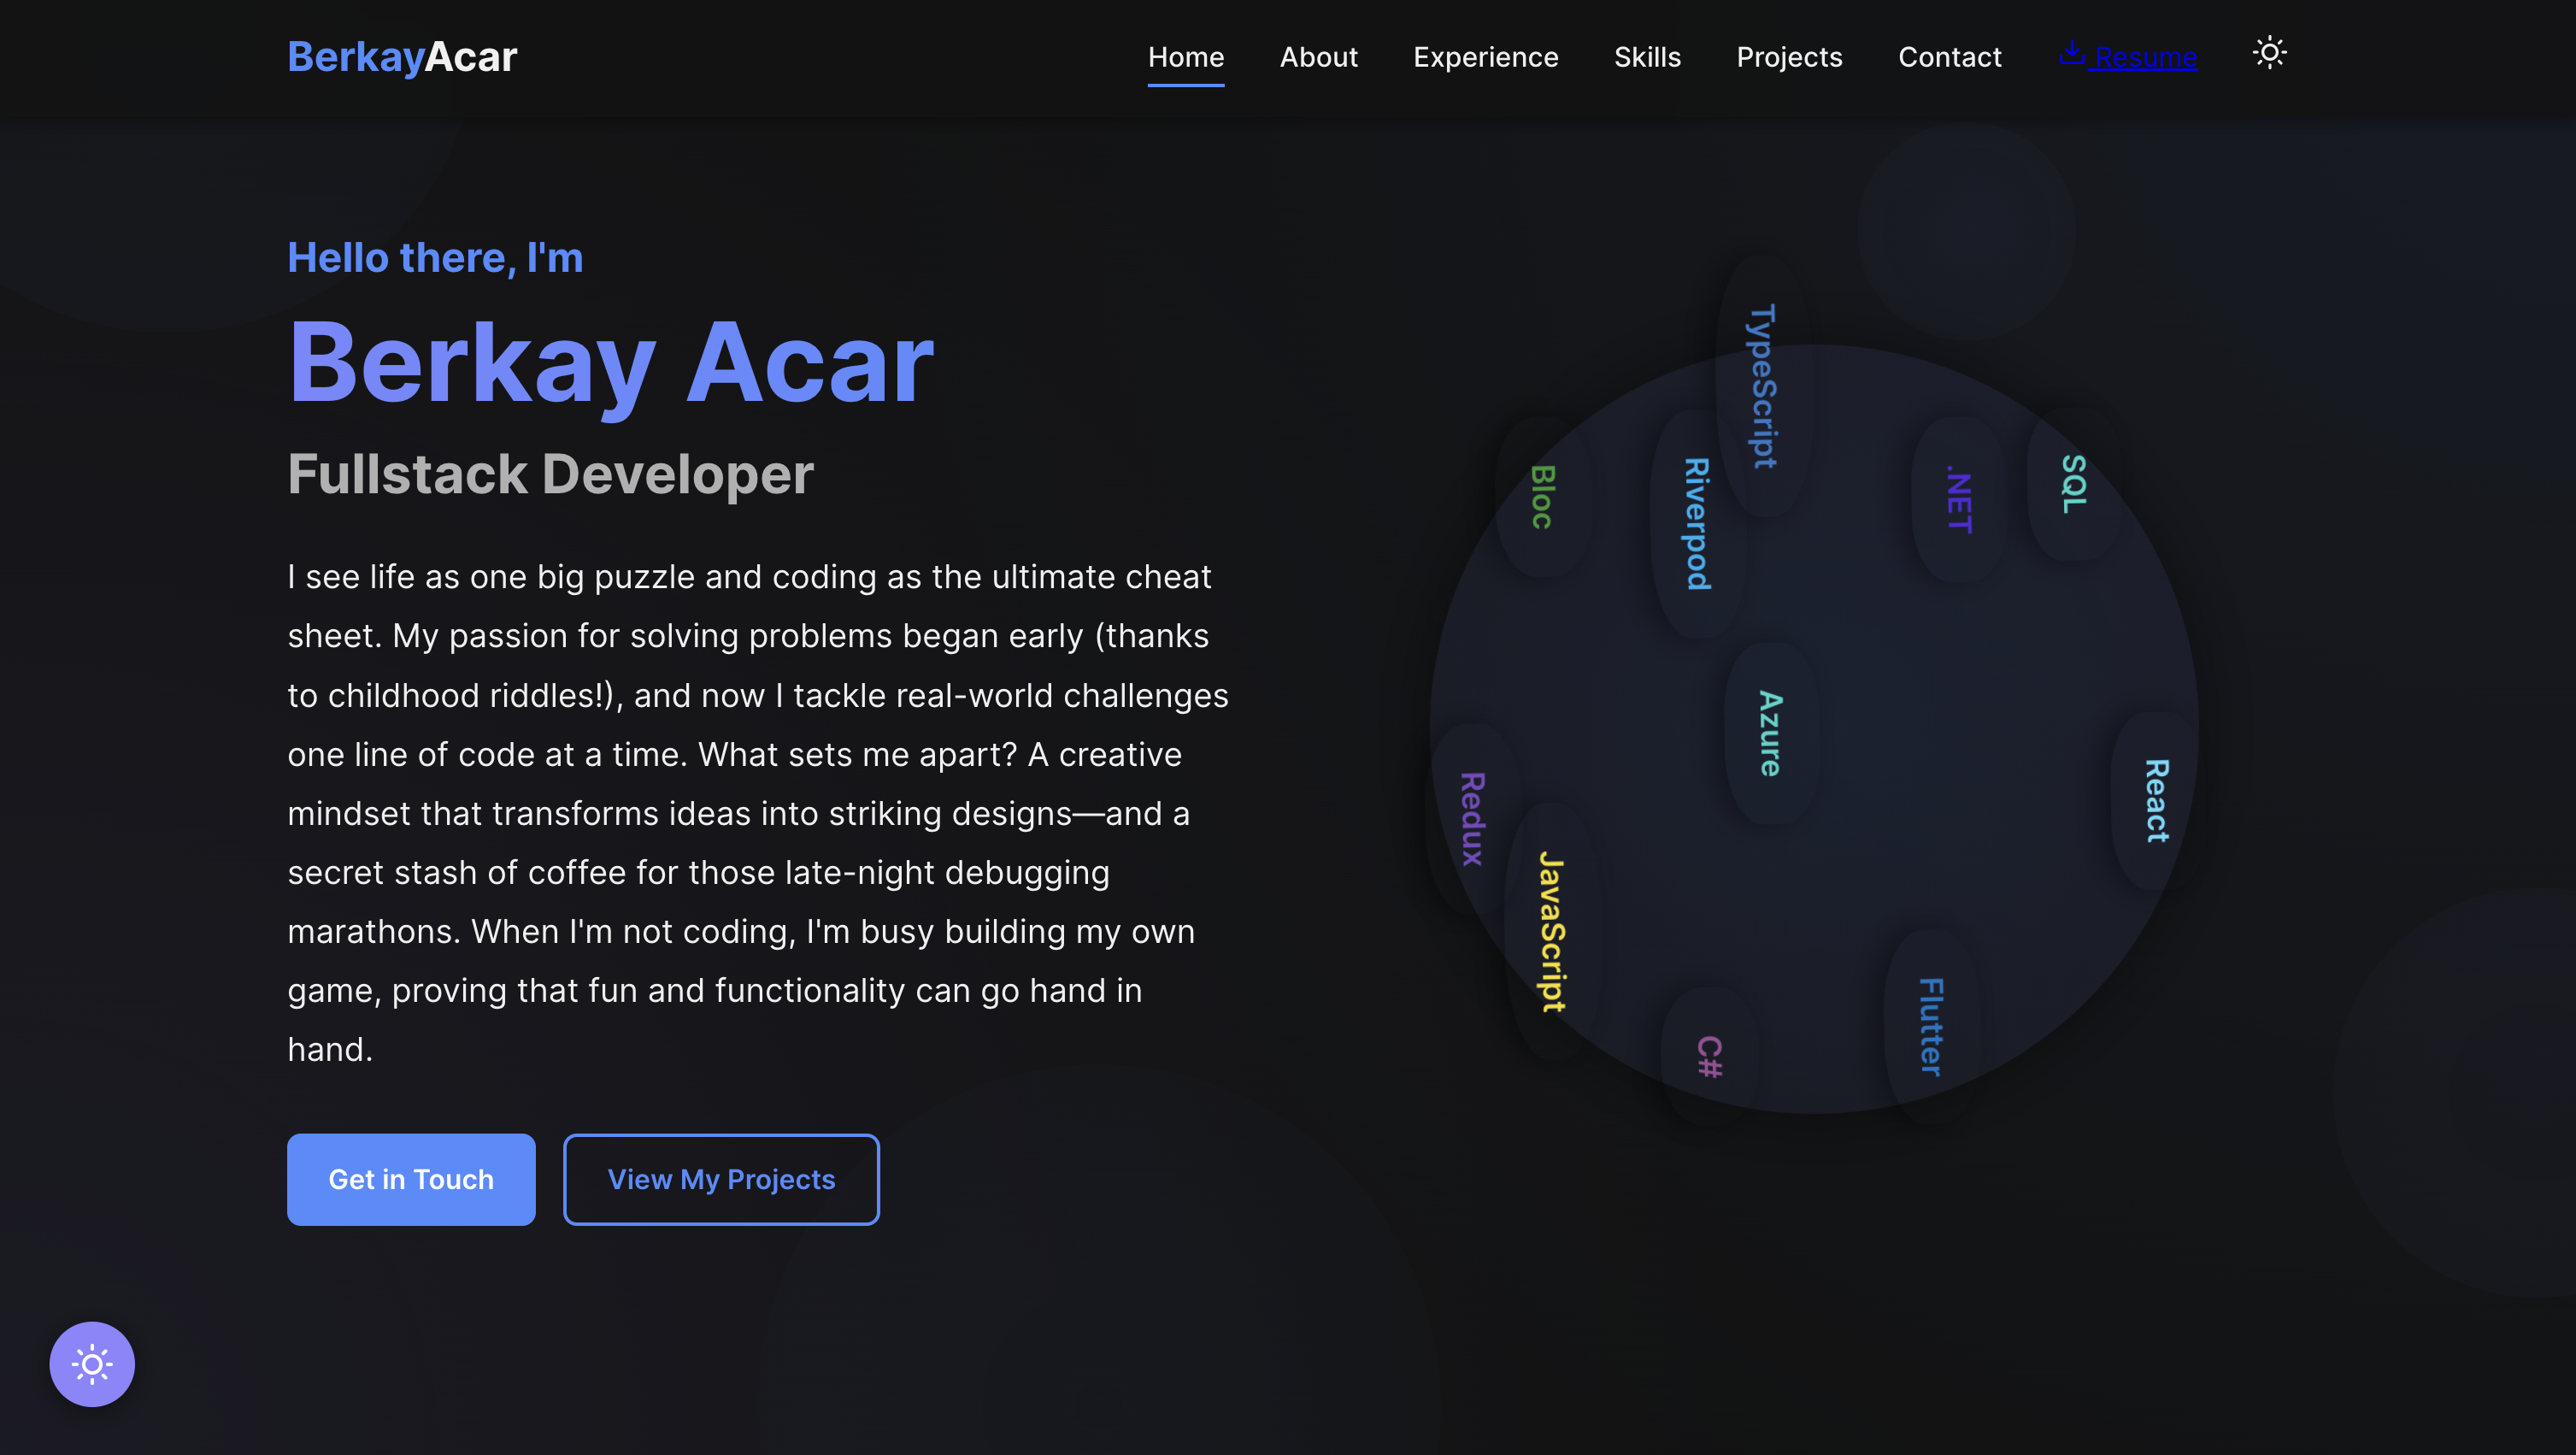 BerkayAcar
Home
About
Experience
Skills
Projects
Contact
Resume
Hello there, I'm
Berkay Acar
Fullstack Developer
I see life as one big puzzle and coding as the ultimate cheat
sheet. My passion for solving problems began early (thanks
to childhood riddles!), and now I tackle real-world challenges
one line of code at a time. What sets me apart? A creative
mindset that transforms ideas into striking designs—and a
secret stash of coffee for those late-night debugging
marathons. When I'm not coding, I'm busy building my own
game, proving that fun and functionality can go hand in
hand.
Get in Touch
View My Projects
TypeScript
Bloc
Riverpod
.NET
SQL
Azure
Redux
JavaScript
React
C#
Flutter